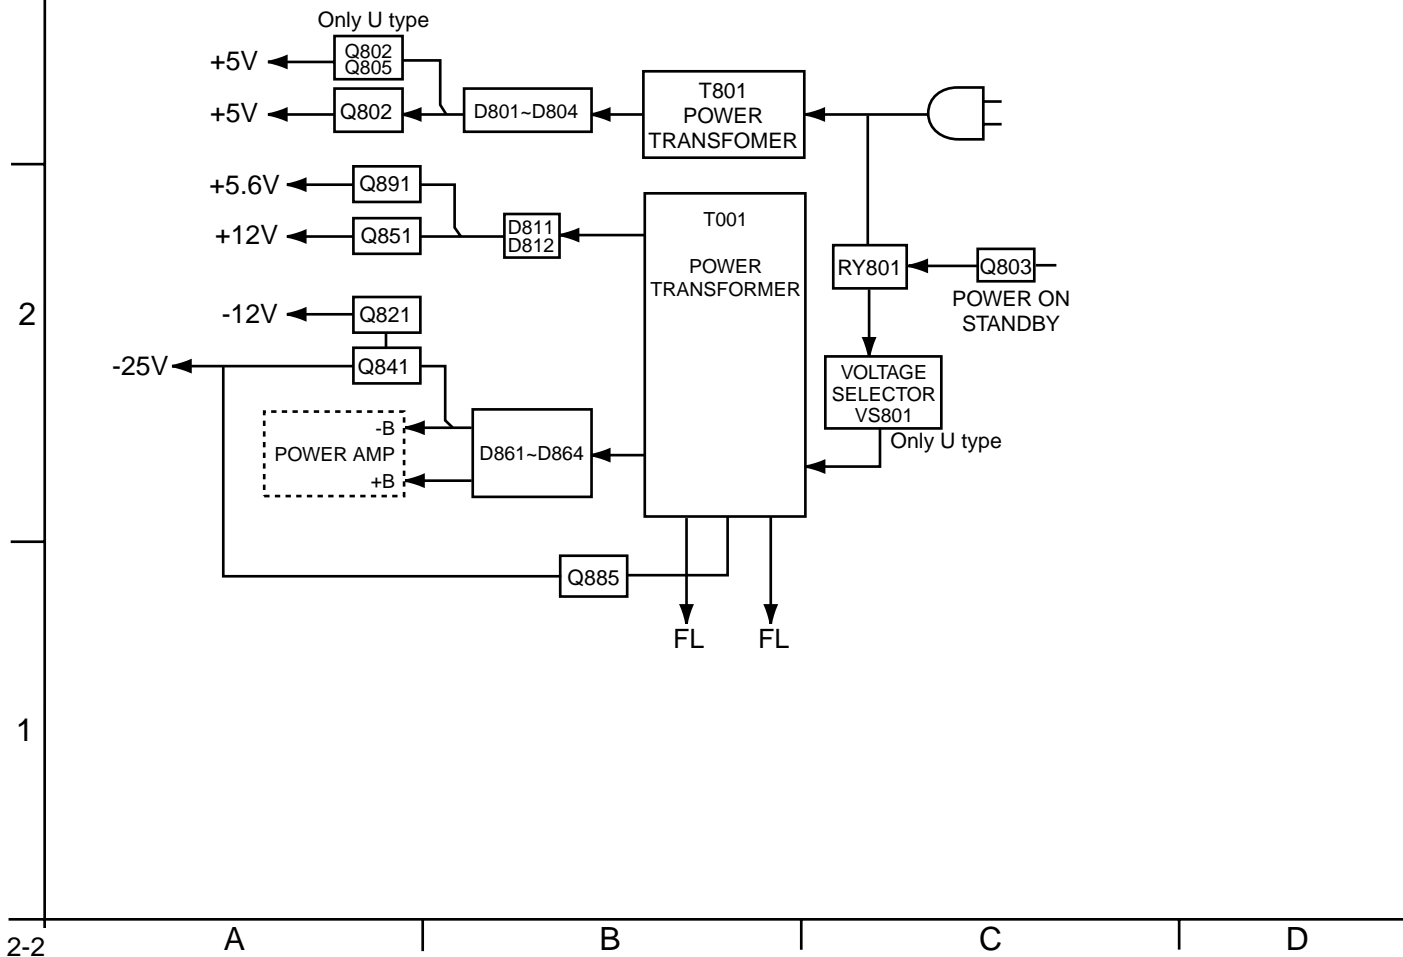 Only U type
+5V
Q802
Q805
+5V
Q802
D801~D804
T801
POWER
TRANSFOMER
+5.6V
Q891
+12V
Q851
D811
D812
T001
POWER
TRANSFORMER
RY801
Q803
POWER ON
STANDBY
2
-12V
Q821
-25V
Q841
VOLTAGE
SELECTOR
VS801
Only U type
-B
POWER AMP
+B
D861~D864
Q885
FL
FL
1
2-2
A
B
C
D